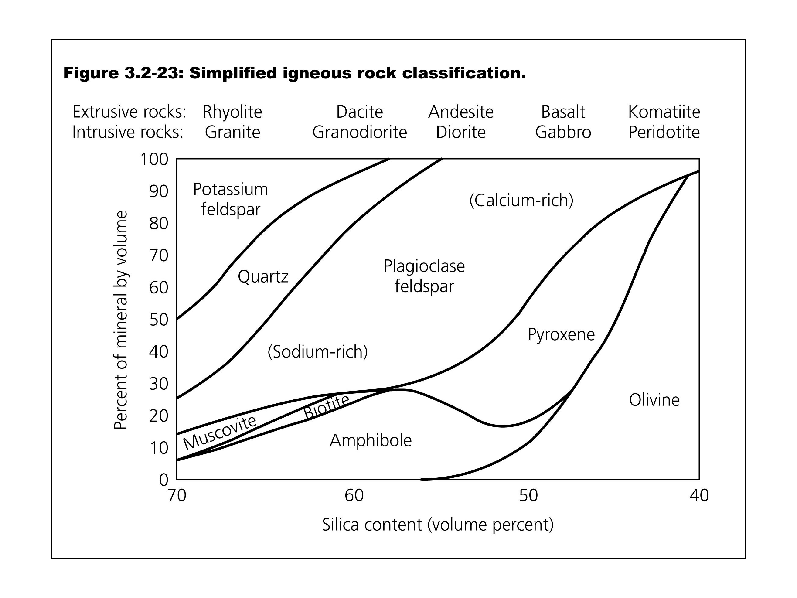 Figure 3.2-23: Simplified igneous rock classification.
Extrusive rocks: Rhyolite Dacite Andesite Basalt Komatiite
Intrusive rocks: Granite Granodiorite Diorite Gabbro Peridotite
100
90
80
70
60
50
40
30
20
10
0
Percent of mineral by volume
Potassium
feldspar
(Calcium-rich)
Quartz
Plagioclase
feldspar
(Sodium-rich)
Pyroxene
Muscovite
Biotite
Olivine
Amphibole
70 60 50 40
Silica content (volume percent)